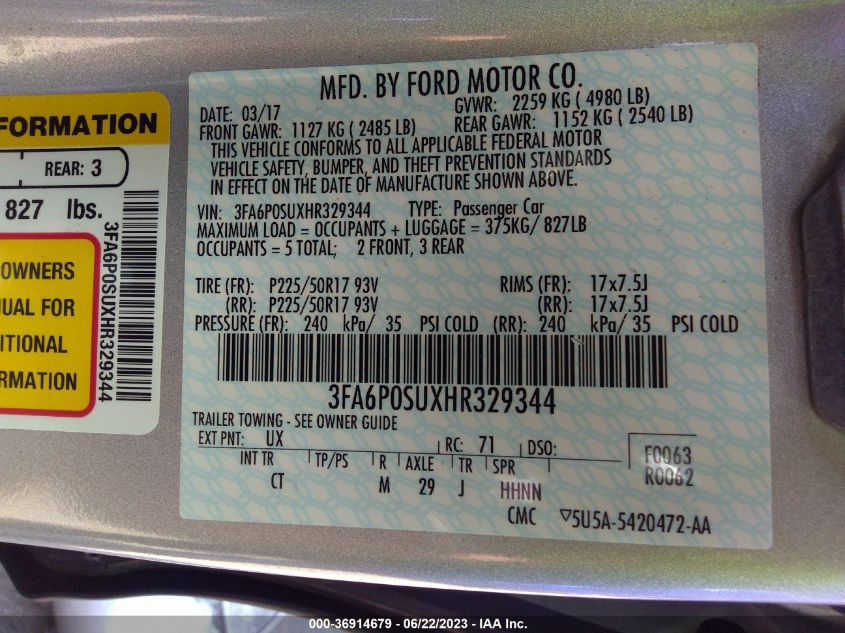 FORMATION
REAR: 3
827 lbs.
3FA6P0SUXHR329344
OWNERS
UAL FOR
ITIONAL
RMATION
MFD. BY FORD MOTOR CO.
DATE: 03/17 GVWR: 2259 KG ( 4980 LB)
FRONT GAWR: 1127 KG ( 2485 LB) REAR GAWR: 1152 KG ( 2540 LB)
THIS VEHICLE CONFORMS TO ALL APPLICABLE FEDERAL MOTOR
VEHICLE SAFETY, BUMPER, AND THEFT PREVENTION STANDARDS
IN EFFECT ON THE DATE OF MANUFACTURE SHOWN ABOVE.
VIN: 3FA6P0SUXHR329344 TYPE: Passenger Car
MAXIMUM LOAD = OCCUPANTS + LUGGAGE = 375KG/ 827LB
OCCUPANTS = 5 TOTAL; 2 FRONT, 3 REAR
TIRE (FR): P225/50R17 93V RIMS (FR): 17x7.5J
(RR): P225/50R17 93V (RR): 17x7.5J
PRESSURE (FR): 240 kPa/ 35 PSI COLD (RR): 240 kPa/ 35 PSI COLD
3FA6P0SUXHR329344
TRAILER TOWING - SEE OWNER GUIDE
EXT PNT: UX RC: 71 DSO:
INT TR TP/PS R AXLE TR SPR
CT M 29 J HHNN
F0063
R0062
CMC ▽5U5A-5420472-AA
000-36914679 - 06/22/2023 - IAA Inc.